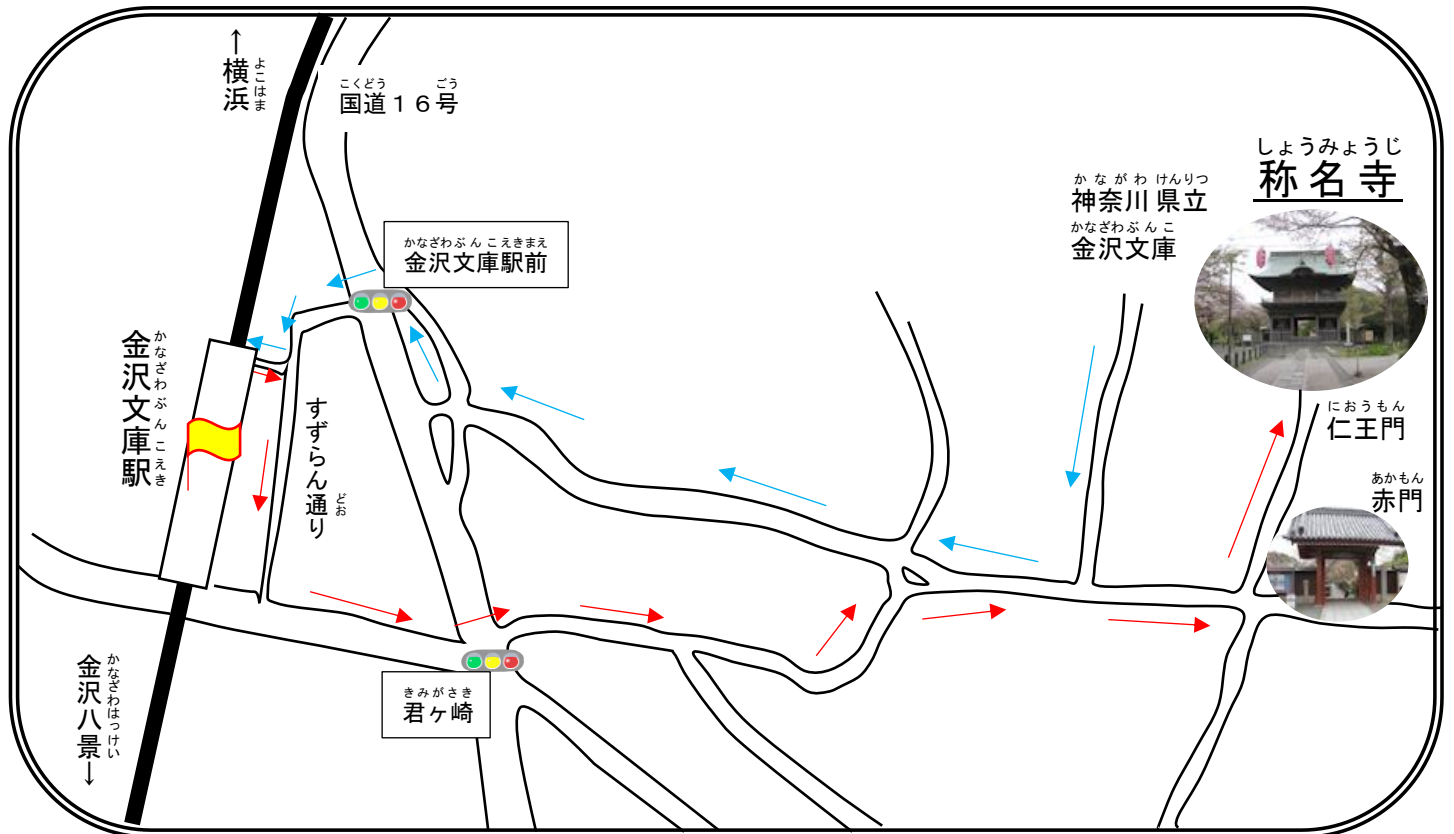 ↑横浜
よこはま
こくどう ごう
国道１６号
しょうみょうじ
称名寺
かながわ けんりつ
神奈川県立
かなざわぶんこ
金沢文庫
かなざわぶんこえきまえ
金沢文庫駅前
金沢文庫駅
かなざわぶんこえき
すずらん通り
どお
におうもん
仁王門
あかもん
赤門
金沢八景↓
かなざわはっけい
きみがさき
君ヶ崎